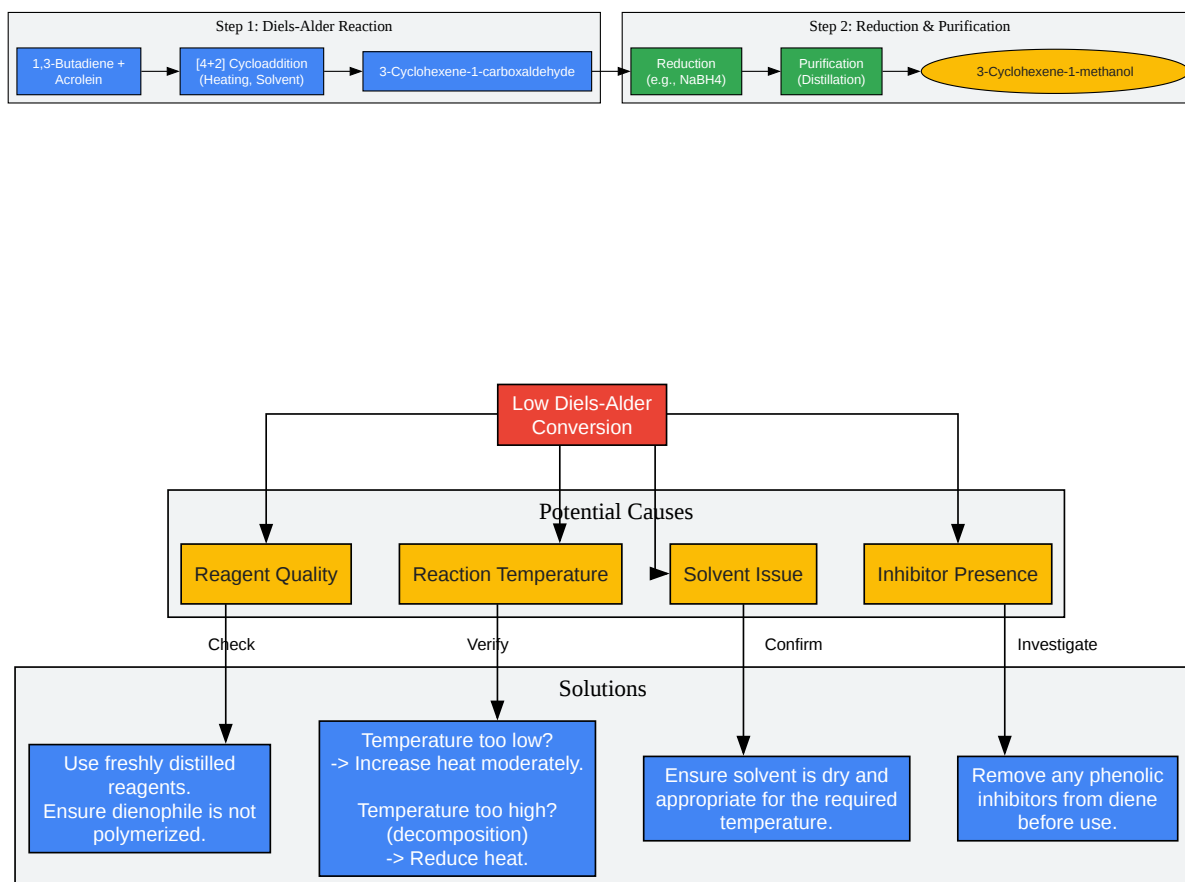 Step 1: Diels-Alder Reaction
1,3-Butadiene +
Acrolein
[4+2] Cycloaddition
(Heating, Solvent)
3-Cyclohexene-1-carboxaldehyde
Step 2: Reduction & Purification
Reduction
(e.g., NaBH4)
Purification
(Distillation)
3-Cyclohexene-1-methanol
Low Diels-Alder
Conversion
Potential Causes
Reagent Quality
Reaction Temperature
Solvent Issue
Inhibitor Presence
Check
Verify
Confirm
Investigate
Solutions
Use freshly distilled
reagents.
Ensure dienophile is not
polymerized.
Temperature too low?
-> Increase heat moderately.
Temperature too high?
(decomposition)
-> Reduce heat.
Ensure solvent is dry and
appropriate for the required
temperature.
Remove any phenolic
inhibitors from diene
before use.